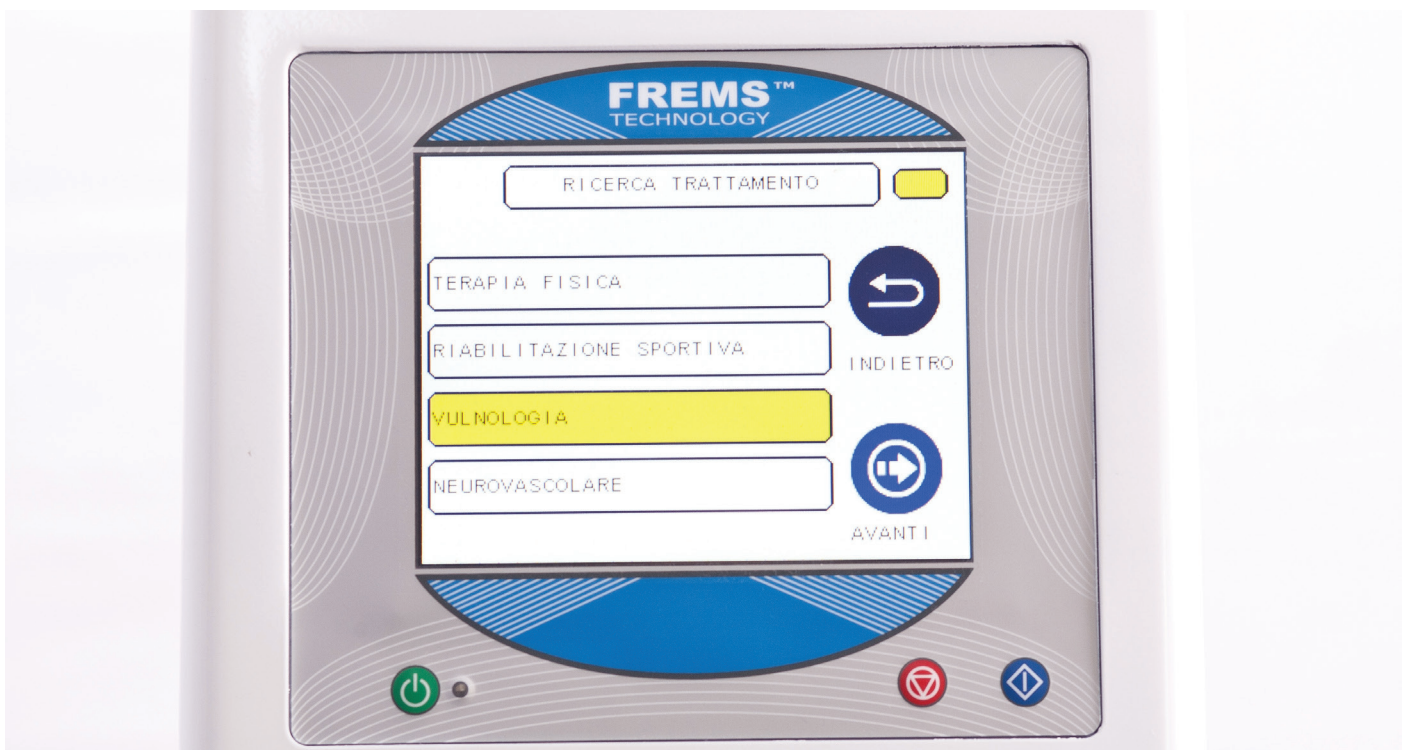 FREMS™
TECHNOLOGY
RICERCA TRATTAMENTO
TERAPIA FISICA
RIABILITAZIONE SPORTIVA
INDIETRO
VULNOLOGIA
NEUROVASCOLARE
AVANTI